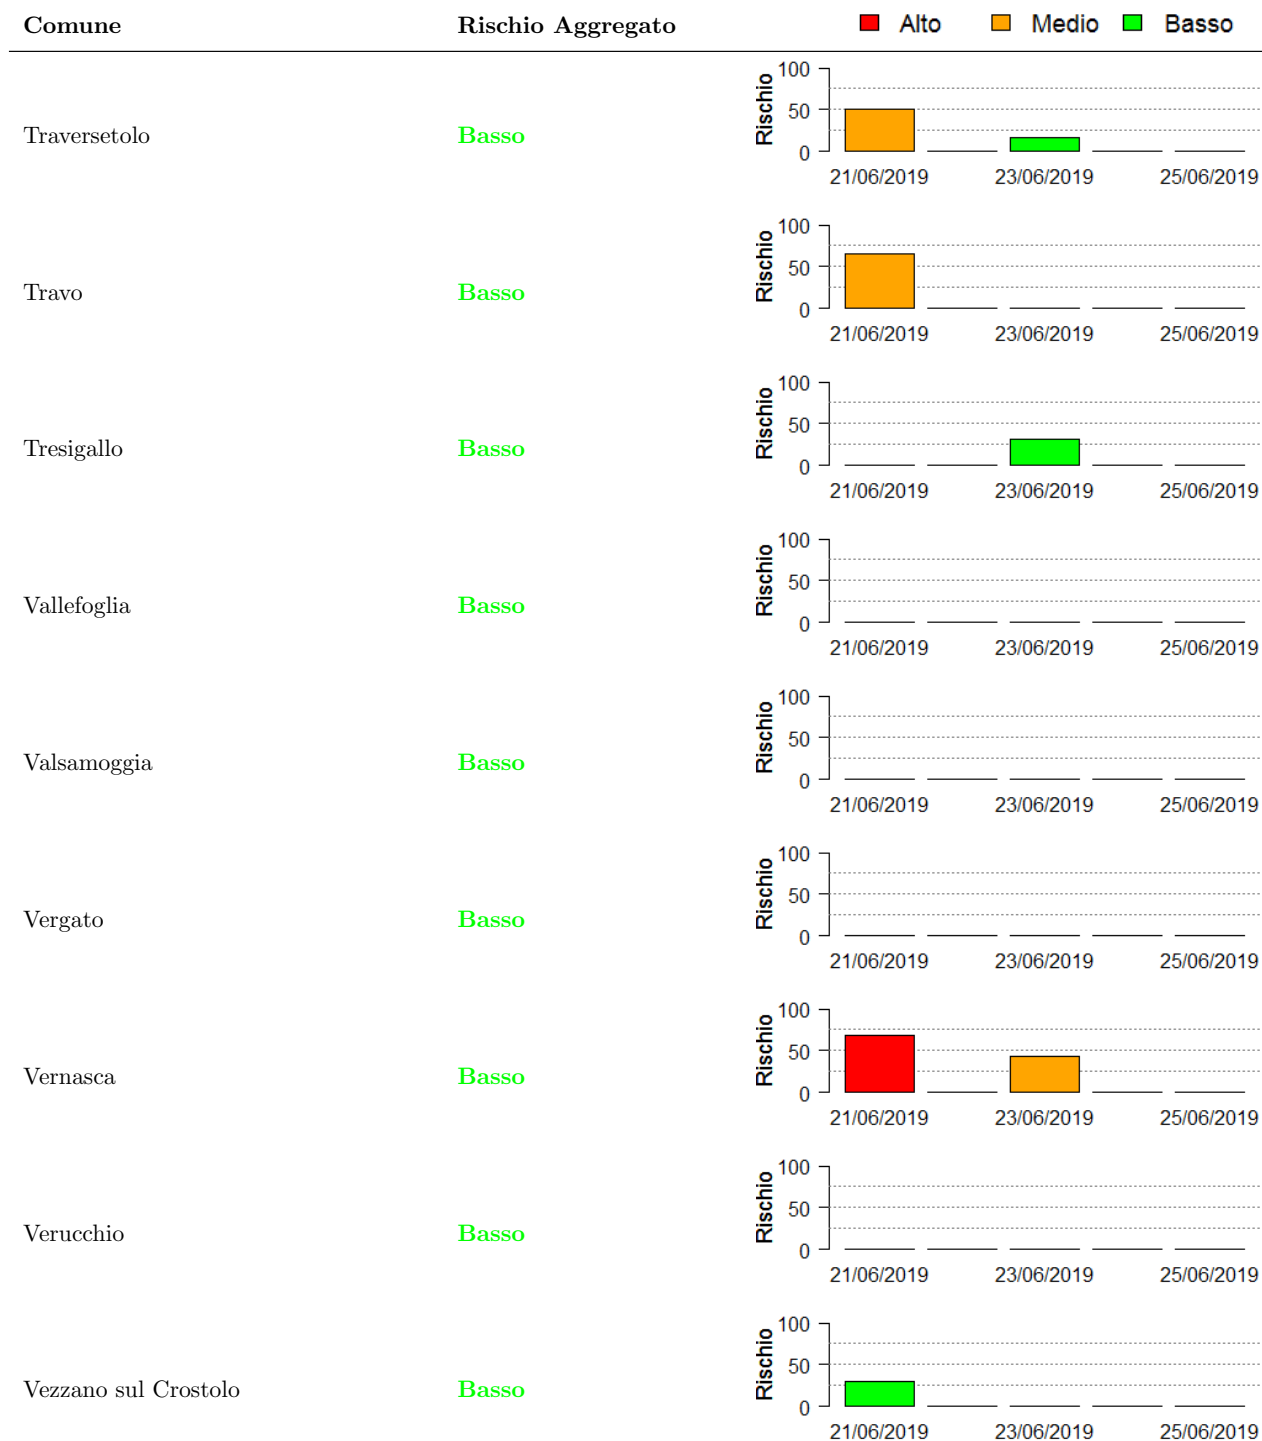 Comune Rischio Aggregato Alto Medio Basso
100
50
0
Rischio
Traversetolo Basso
21/06/2019 23/06/2019 25/06/2019
100
50
0
Rischio
Travo Basso
21/06/2019 23/06/2019 25/06/2019
100
50
0
Rischio
Tresigallo Basso
21/06/2019 23/06/2019 25/06/2019
100
50
0
Rischio
Vallefoglia Basso
21/06/2019 23/06/2019 25/06/2019
100
50
0
Rischio
Valsamoggia Basso
21/06/2019 23/06/2019 25/06/2019
100
50
0
Rischio
Vergato Basso
21/06/2019 23/06/2019 25/06/2019
100
50
0
Rischio
Vernasca Basso
21/06/2019 23/06/2019 25/06/2019
100
50
0
Rischio
Verucchio Basso
21/06/2019 23/06/2019 25/06/2019
100
50
0
Rischio
Vezzano sul Crostolo Basso
21/06/2019 23/06/2019 25/06/2019